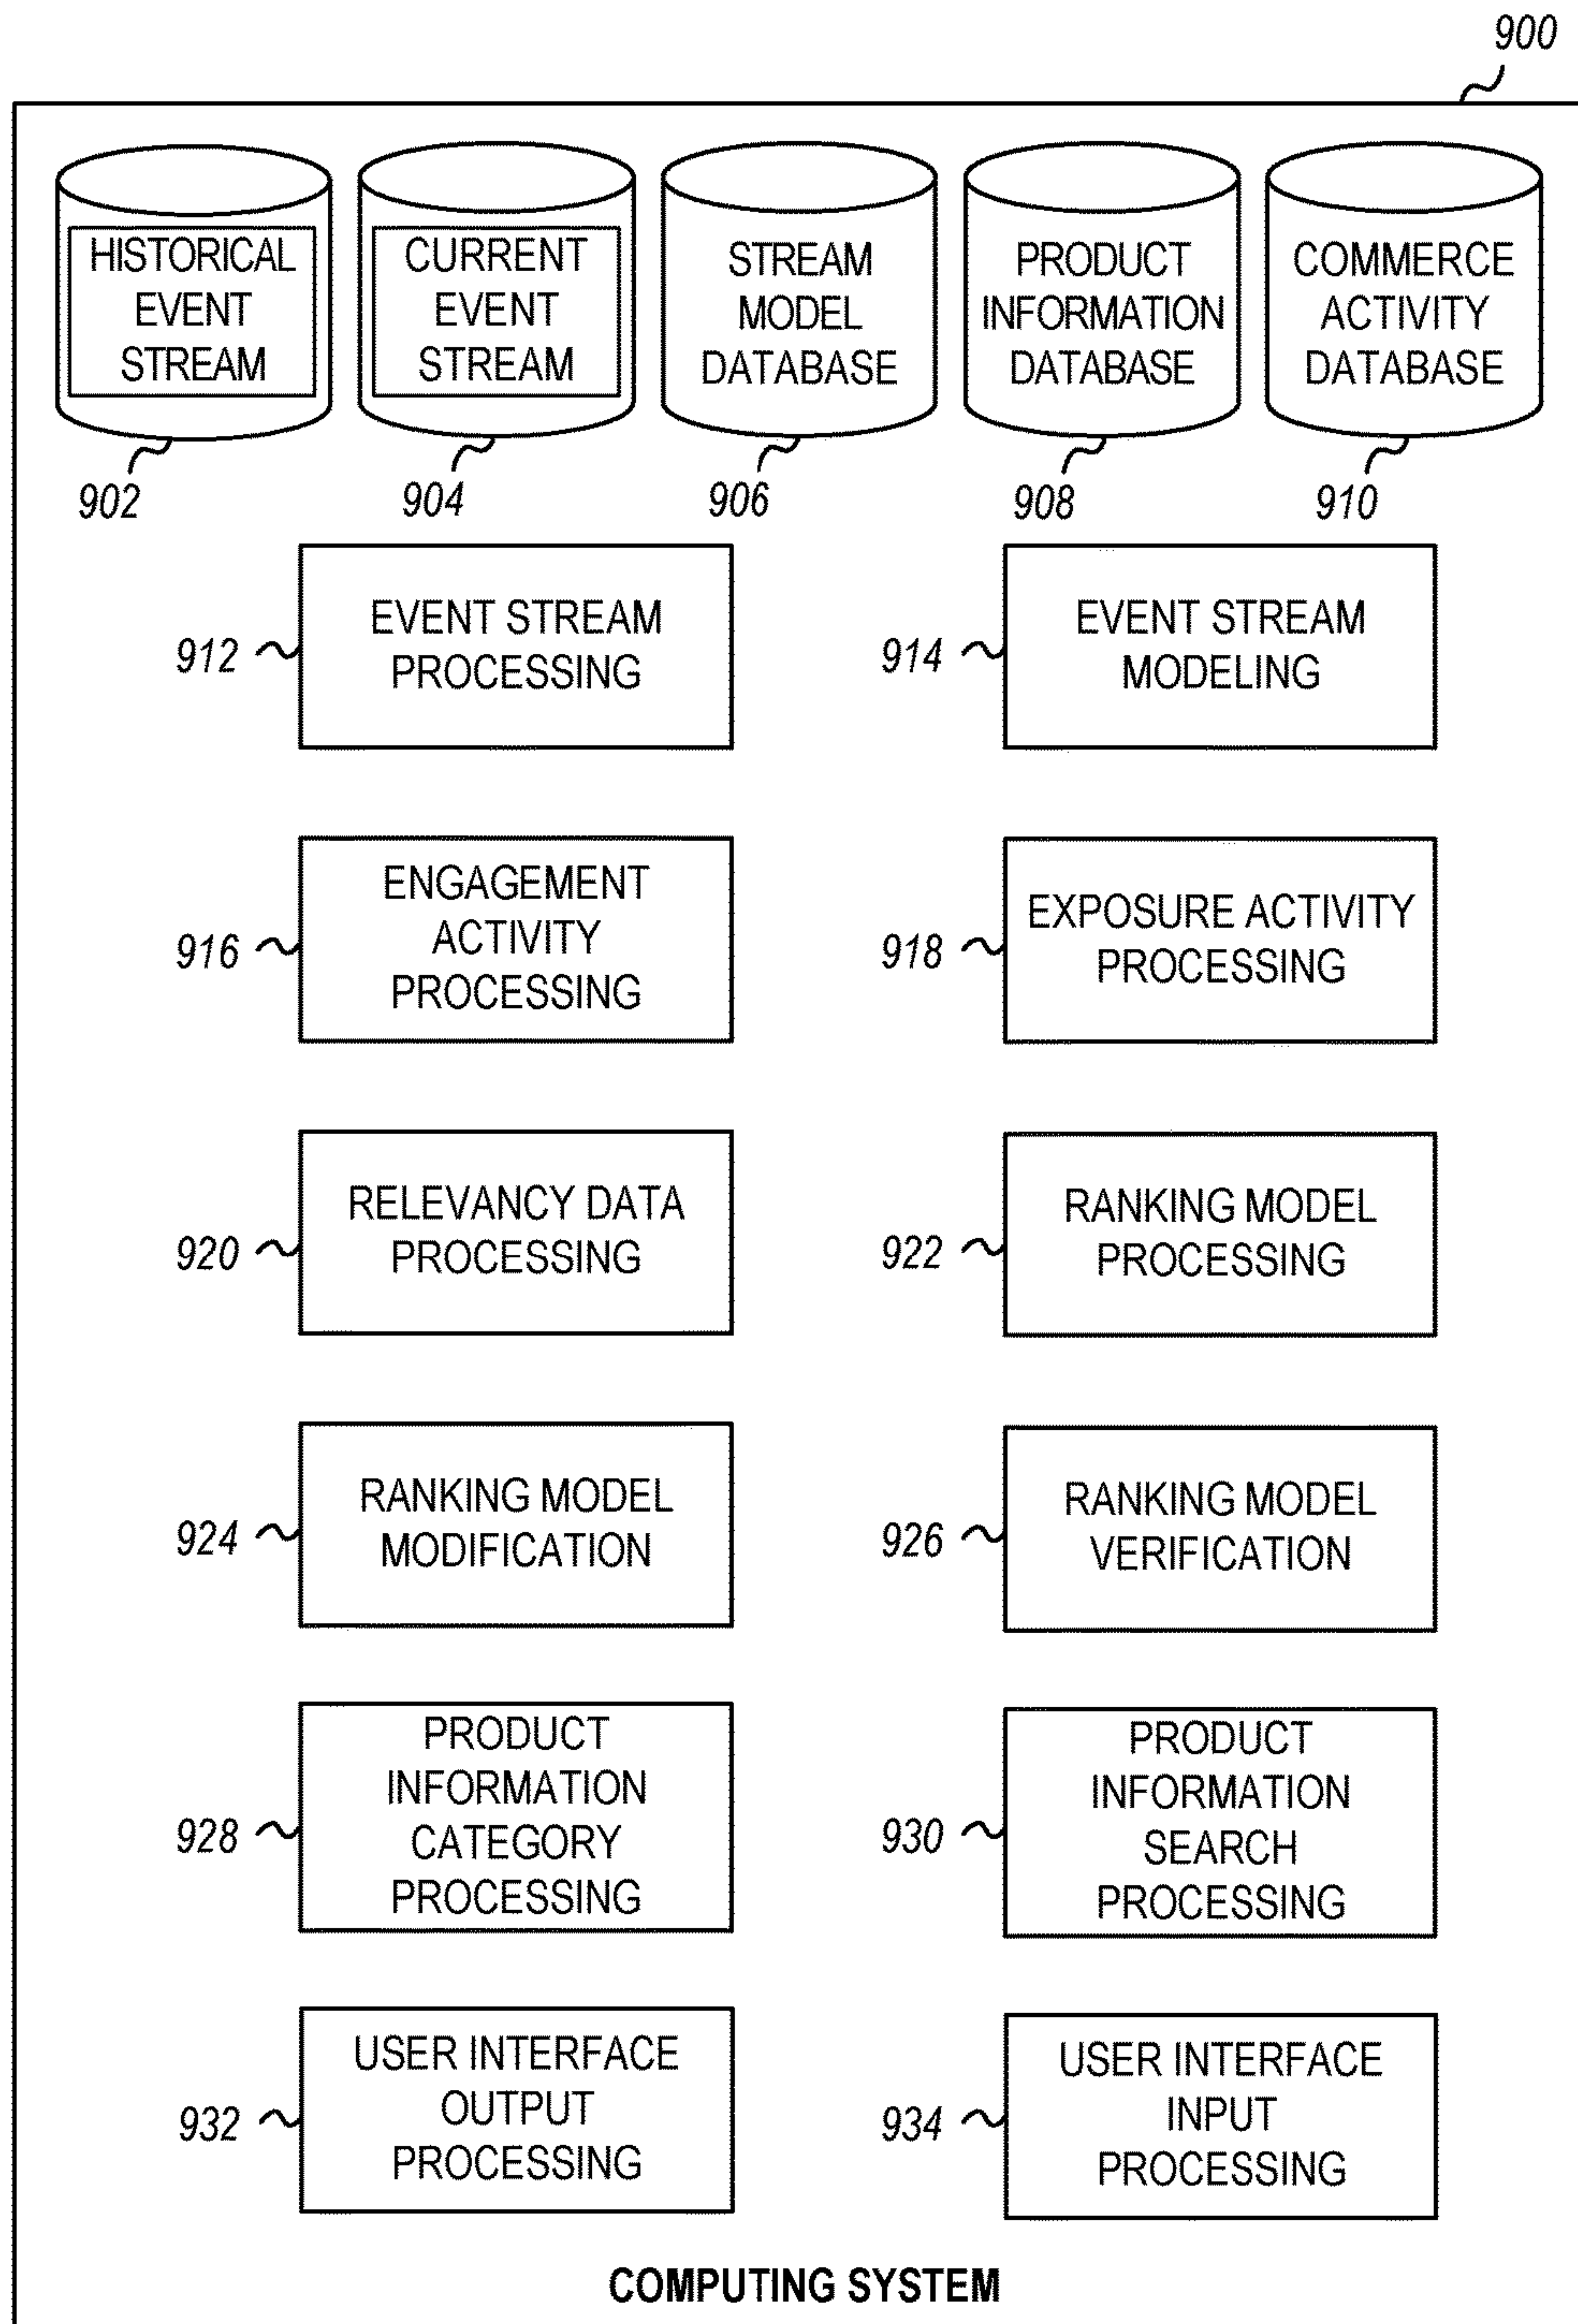 900
HISTORICAL
EVENT
STREAM
CURRENT
EVENT
STREAM
STREAM
MODEL
DATABASE
PRODUCT
INFORMATION
DATABASE
COMMERCE
ACTIVITY
DATABASE
902
904
906
908
910
912
EVENT STREAM
PROCESSING
914
EVENT STREAM
MODELING
916
ENGAGEMENT
ACTIVITY
PROCESSING
918
EXPOSURE ACTIVITY
PROCESSING
920
RELEVANCY DATA
PROCESSING
922
RANKING MODEL
PROCESSING
924
RANKING MODEL
MODIFICATION
926
RANKING MODEL
VERIFICATION
928
PRODUCT
INFORMATION
CATEGORY
PROCESSING
930
PRODUCT
INFORMATION
SEARCH
PROCESSING
932
USER INTERFACE
OUTPUT
PROCESSING
934
USER INTERFACE
INPUT
PROCESSING
COMPUTING SYSTEM